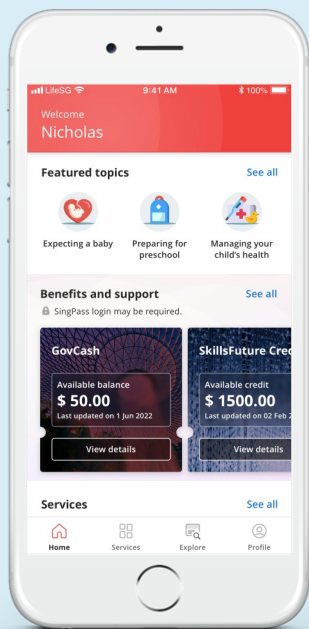 LifeSG 9:41 AM 100%
Welcome
Nicholas
Featured topics See all
Expecting a baby
Preparing for
preschool
Managing your
child's health
Benefits and support See all
SingPass login may be required.
GovCash
Available balance
$ 50.00
Last updated on 1 Jun 2022
View details
SkillsFuture Cre
Available credit
$ 1500.00
Last updated on 02 Feb 2
View details
Services See all
Home Services Explore Profile